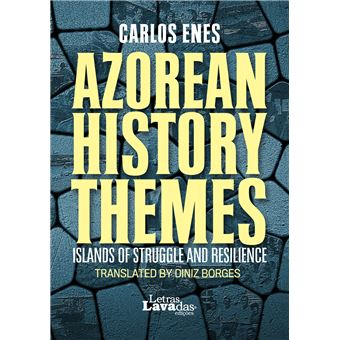 CARLOS ENES
AZOREAN
HISTORY
THEMES
ISLANDS OF STRUGGLE AND RESILIENCE
TRANSLATED BY DINIZ BORGES
Letras
LAVAdas
edições